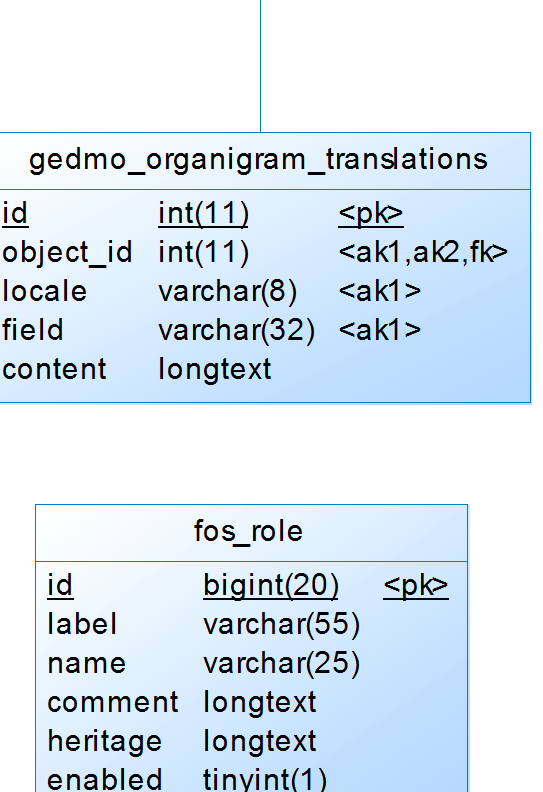 gedmo_organigram_translations
id int(11) <pk>
object_id int(11) <ak1,ak2,fk>
locale varchar(8) <ak1>
field varchar(32) <ak1>
content longtext
fos_role
id bigint(20) <pk>
label varchar(55)
name varchar(25)
comment longtext
heritage longtext
enabled tinyint(1)